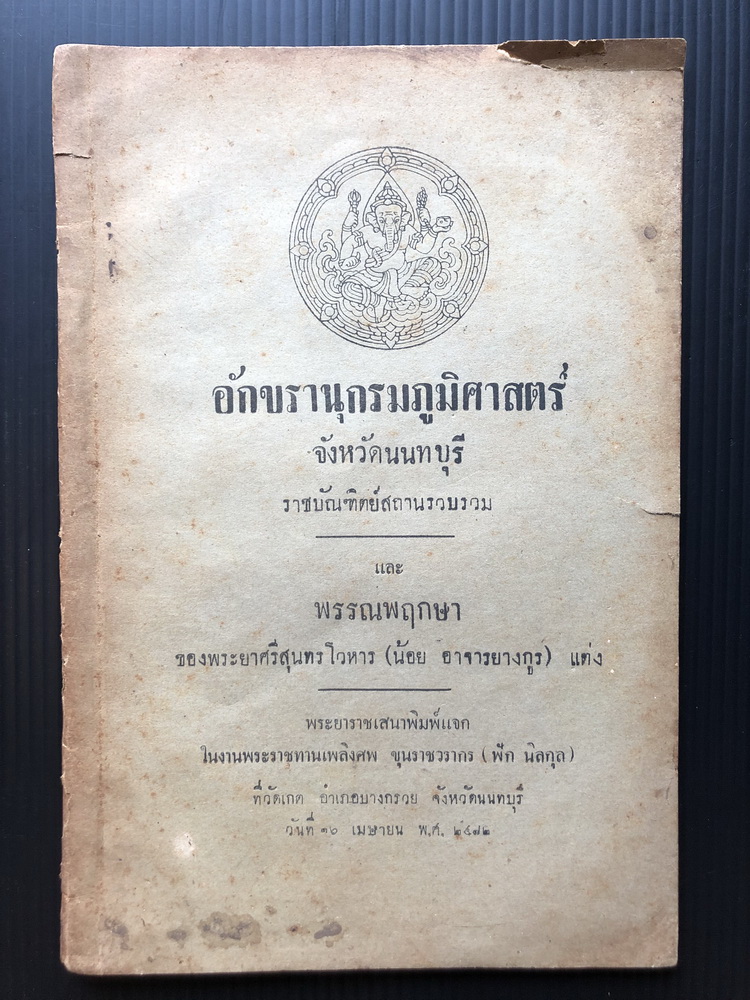 อักขรานุกรมภูมิศาสตร์
จังหวัดนนทบุรี
ราชบัณฑิตย์สถานรวบรวม
และ
พรรณพฤกษา
ของพระยาศรีสุนทรโวหาร (น้อย อาจารยางกูร) แต่ง
พระยาราชเสนาพิมพ์แจก
ในงานพระราชทานเพลิงศพ ขุนราชวรากร (ฟัก นิลกุล)
ที่วัดเกด อำเภอบางกรวย จังหวัดนนทบุรี
วันที่ ๑๖ เมษายน พ.ศ. ๒๔๗๒